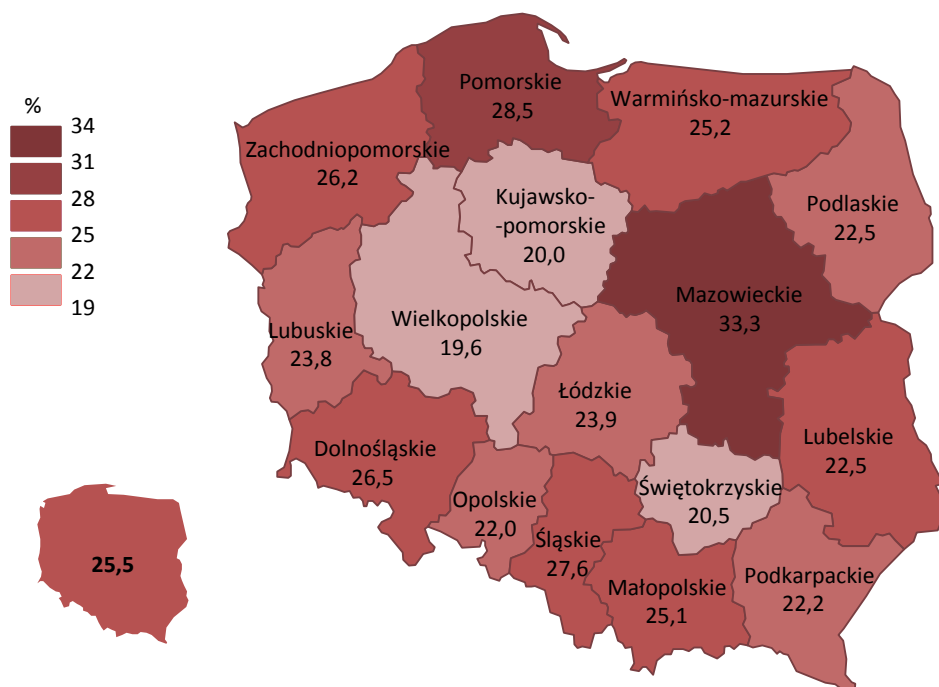 %
34
31
28
25
22
19
Pomorskie
28,5
Warmińsko-mazurskie
25,2
Zachodniopomorskie
26,2
Kujawsko-
-pomorskie
20,0
Podlaskie
22,5
Mazowieckie
33,3
Wielkopolskie
19,6
Lubuskie
23,8
Łódzkie
23,9
Dolnośląskie
26,5
Lubelskie
22,5
Opolskie
22,0
Świętokrzyskie
20,5
Śląskie
27,6
Małopolskie
25,1
Podkarpackie
22,2
25,5